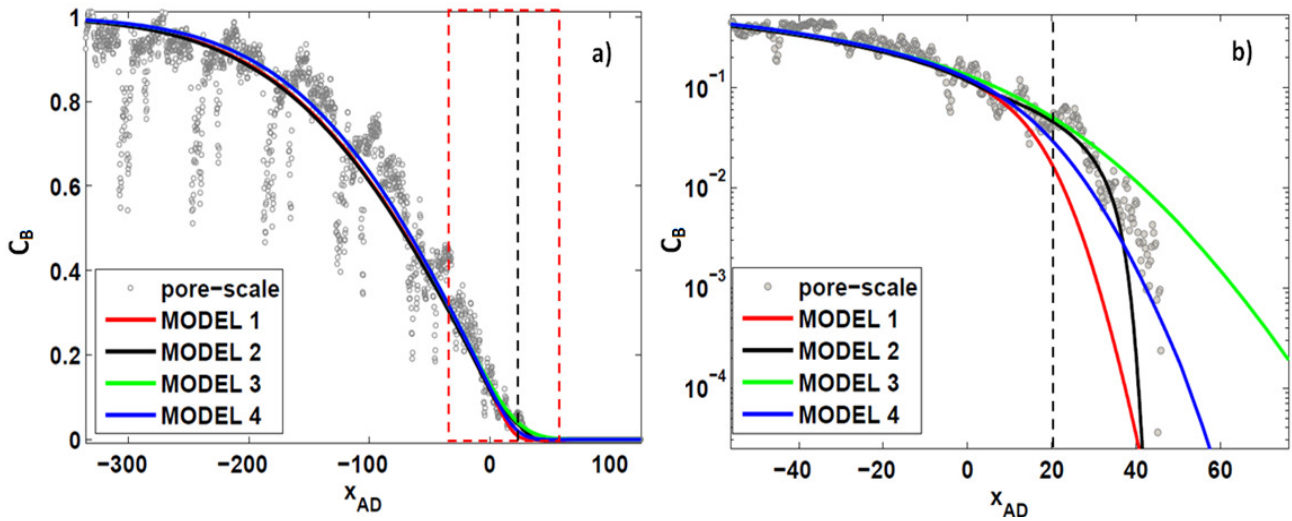 a)
1
0.8
0.6
0.4
0.2
0
C_B
pore-scale
MODEL 1
MODEL 2
MODEL 3
MODEL 4
−300 −200 −100 0 100
x_AD
b)
10^−1
10^−2
10^−3
10^−4
C_B
pore-scale
MODEL 1
MODEL 2
MODEL 3
MODEL 4
−40 −20 0 20 40 60
x_AD